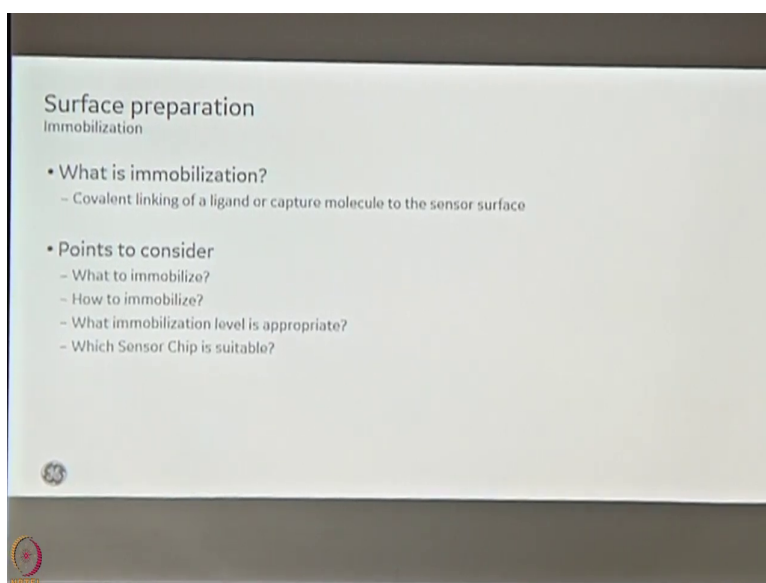 Surface preparation
Immobilization
• What is immobilization?
– Covalent linking of a ligand or capture molecule to the sensor surface
• Points to consider
– What to immobilize?
– How to immobilize?
– What immobilization level is appropriate?
– Which Sensor Chip is suitable?